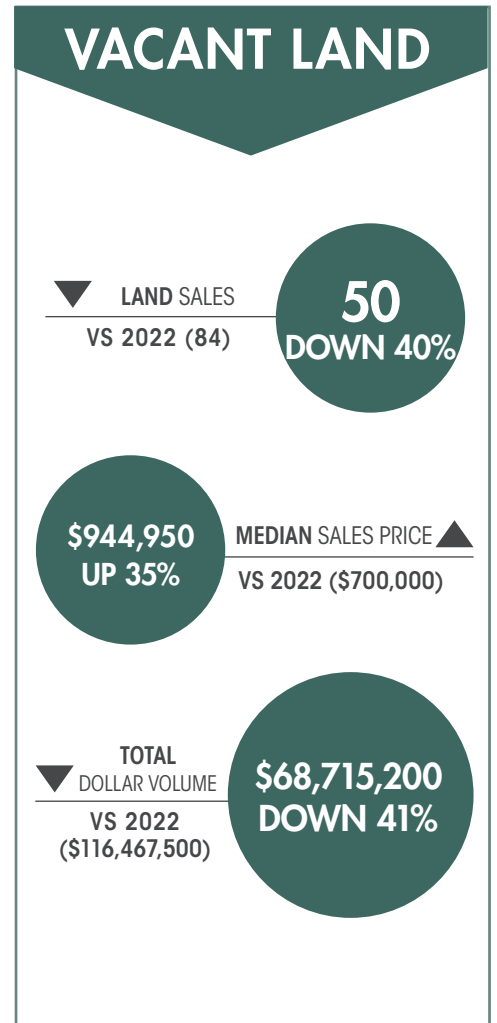 VACANT LAND
LAND SALES
VS 2022 (84)
50
DOWN 40%
$944,950
UP 35%
MEDIAN SALES PRICE
VS 2022 ($700,000)
TOTAL
DOLLAR VOLUME
VS 2022
($116,467,500)
$68,715,200
DOWN 41%